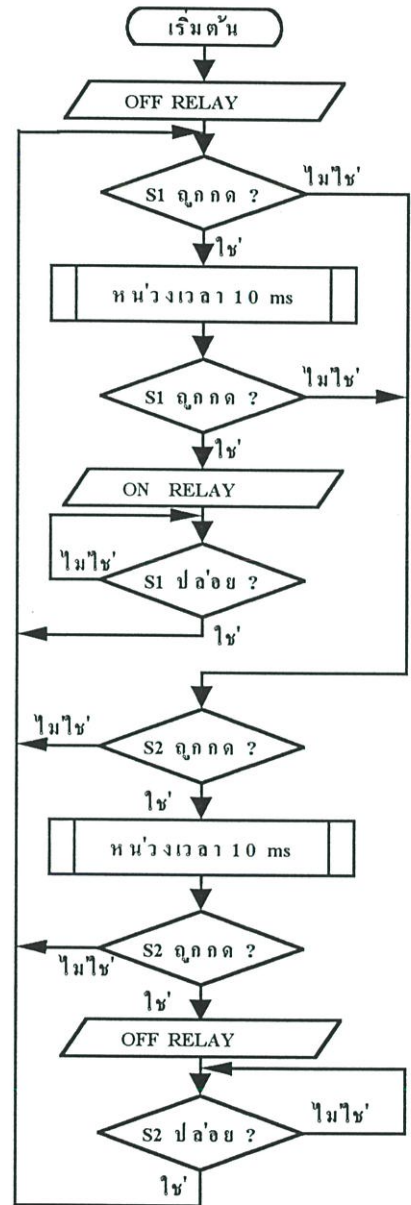 เริ่มต้น
OFF RELAY
S1 ถูกกด ?
ไม่ใช่
ใช่
หน่วงเวลา 10 ms
S1 ถูกกด ?
ไม่ใช่
ใช่
ON RELAY
ไม่ใช่
S1 ปล่อย ?
ใช่
ไม่ใช่
S2 ถูกกด ?
ใช่
หน่วงเวลา 10 ms
S2 ถูกกด ?
ไม่ใช่
ใช่
OFF RELAY
ไม่ใช่
S2 ปล่อย ?
ใช่